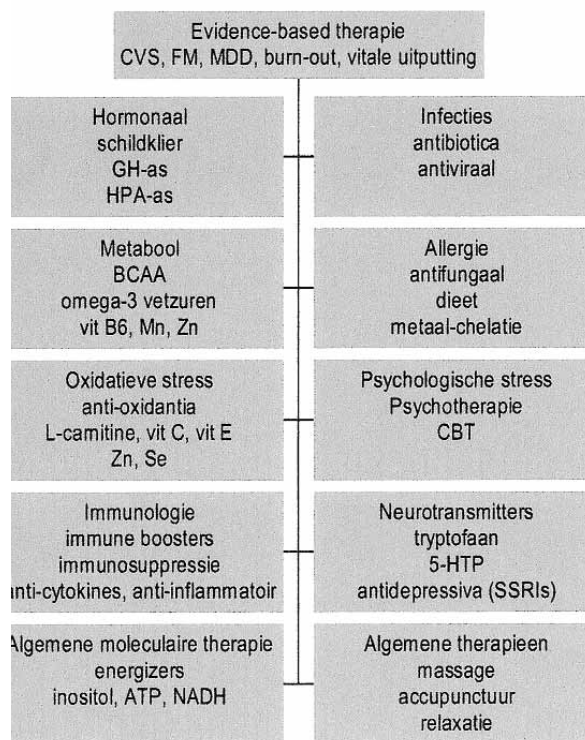 Evidence-based therapie
CVS, FM, MDD, burn-out, vitale uitputting
Hormonaal
schildklier
GH-as
HPA-as
Infecties
antibiotica
antiviraal
Metabool
BCAA
omega-3 vetzuren
vit B6, Mn, Zn
Allergie
antifungaal
dieet
metaal-chelatie
Oxidatieve stress
anti-oxidantia
L-carnitine, vit C, vit E
Zn, Se
Psychologische stress
Psychotherapie
CBT
Immunologie
immune boosters
immunosuppressie
anti-cytokines, anti-inflammatoir
Neurotransmitters
tryptofaan
5-HTP
antidepressiva (SSRIs)
Algemene moleculaire therapie
energizers
inositol, ATP, NADH
Algemene therapieen
massage
accupunctuur
relaxatie